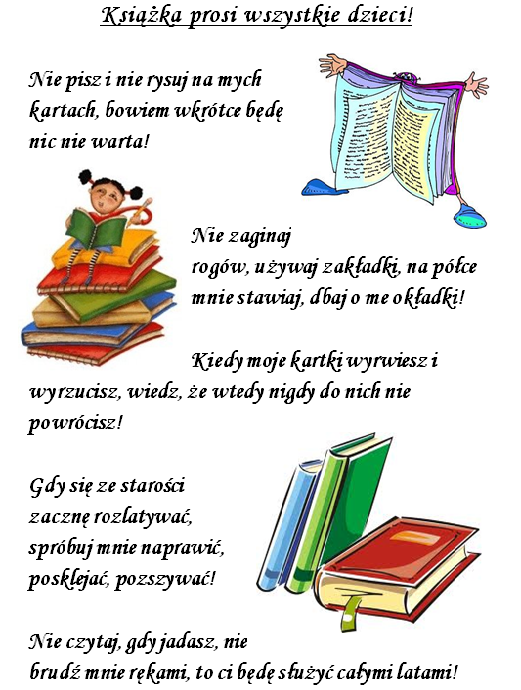 Książka prosi wszystkie dzieci!
Nie pisz i nie rysuj na mych
kartach, bowiem wkrótce będę
nic nie warta!
Nie zaginaj
rogów, używaj zakładki, na półce
mnie stawiaj, dbaj o me okładki!
Kiedy moje kartki wyrwiesz i
wyrzucisz, wiedz, że wtedy nigdy do nich nie
powrócisz!
Gdy się ze starości
zacznę rozlatywać,
spróbuj mnie naprawić,
posklejać, pozszywać!
Nie czytaj, gdy jadasz, nie
brudź mnie rękami, to ci będę służyć całymi latami!